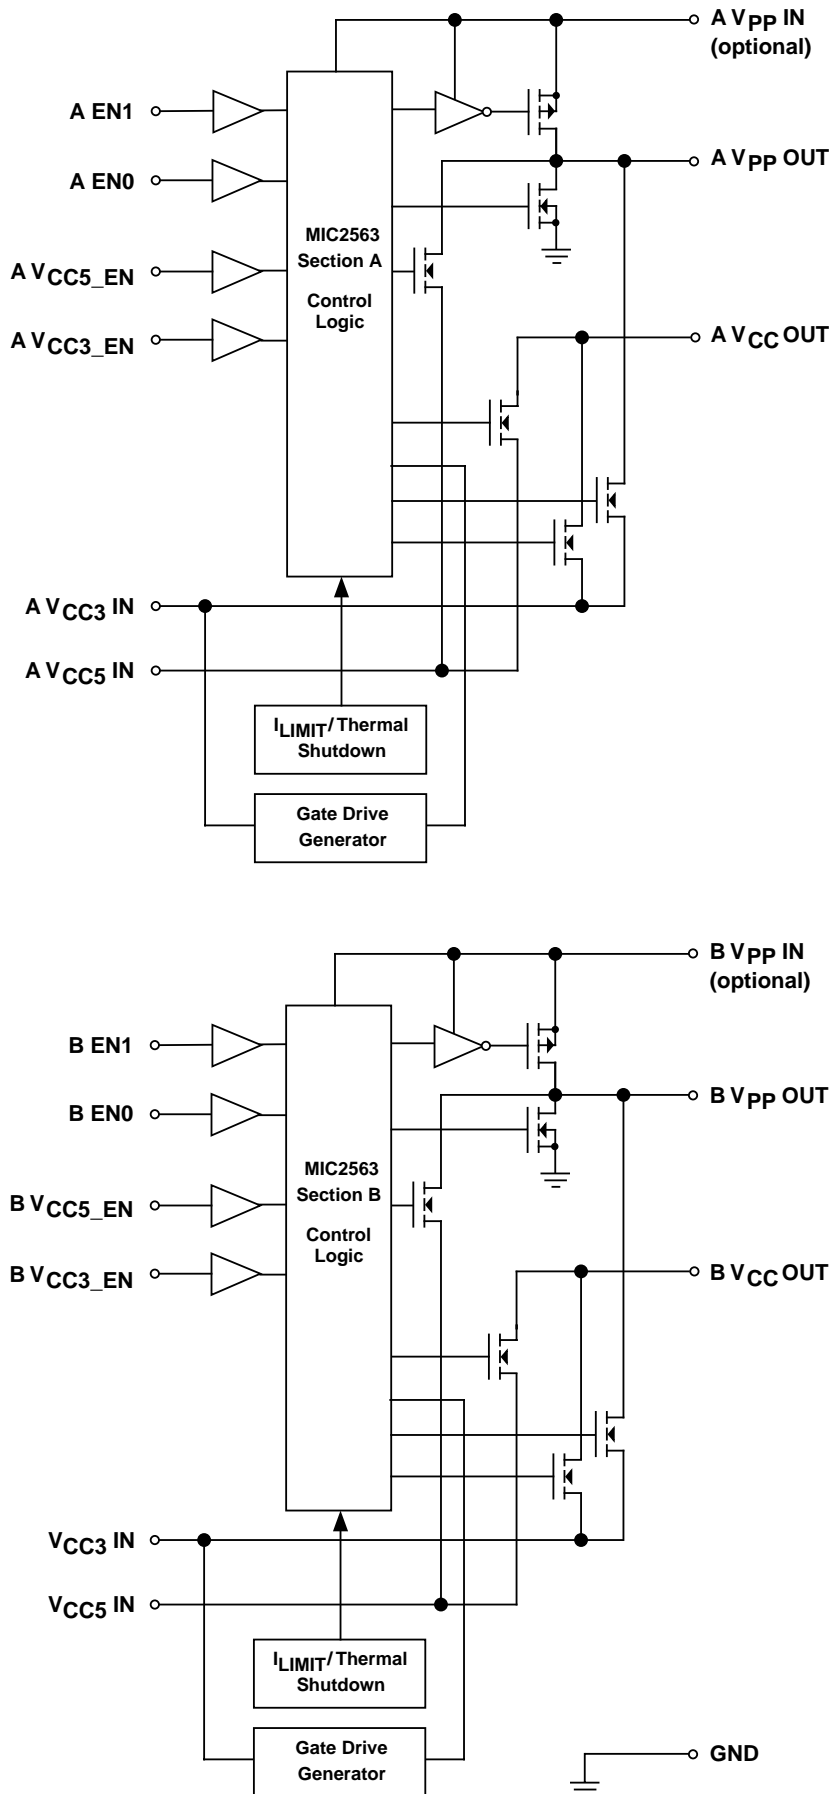 A VPP IN
(optional)
A EN1
A EN0
A VPP OUT
MIC2563
Section A
Control
Logic
A VCC5_EN
A VCC3_EN
A VCC OUT
A VCC3 IN
A VCC5 IN
ILIMIT/Thermal
Shutdown
Gate Drive
Generator
B VPP IN
(optional)
B EN1
B EN0
B VPP OUT
MIC2563
Section B
Control
Logic
B VCC5_EN
B VCC3_EN
B VCC OUT
VCC3 IN
VCC5 IN
ILIMIT/Thermal
Shutdown
Gate Drive
Generator
GND